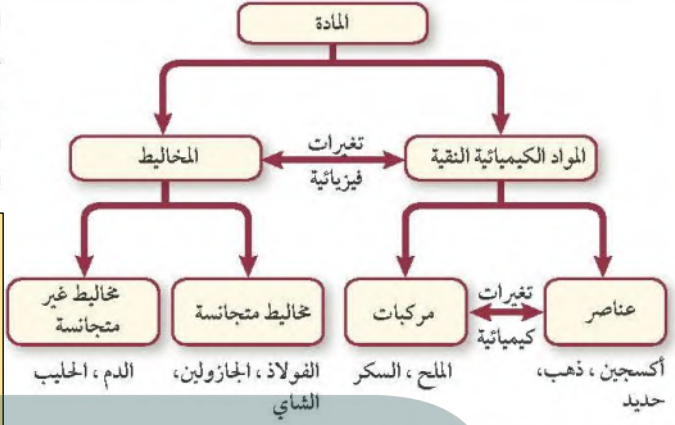 المادة
المواد الكيميائية النقية
تغيرات
فيزيائية
المخاليط
عناصر
تغيرات
كيميائية
مركبات
مخاليط متجانسة
مخاليط غير
متجانسة
أكسجين ، ذهب،
حديد
الملح ، السكر
الفولاذ ، الجازولين،
الشاي
الدم ، الحليب